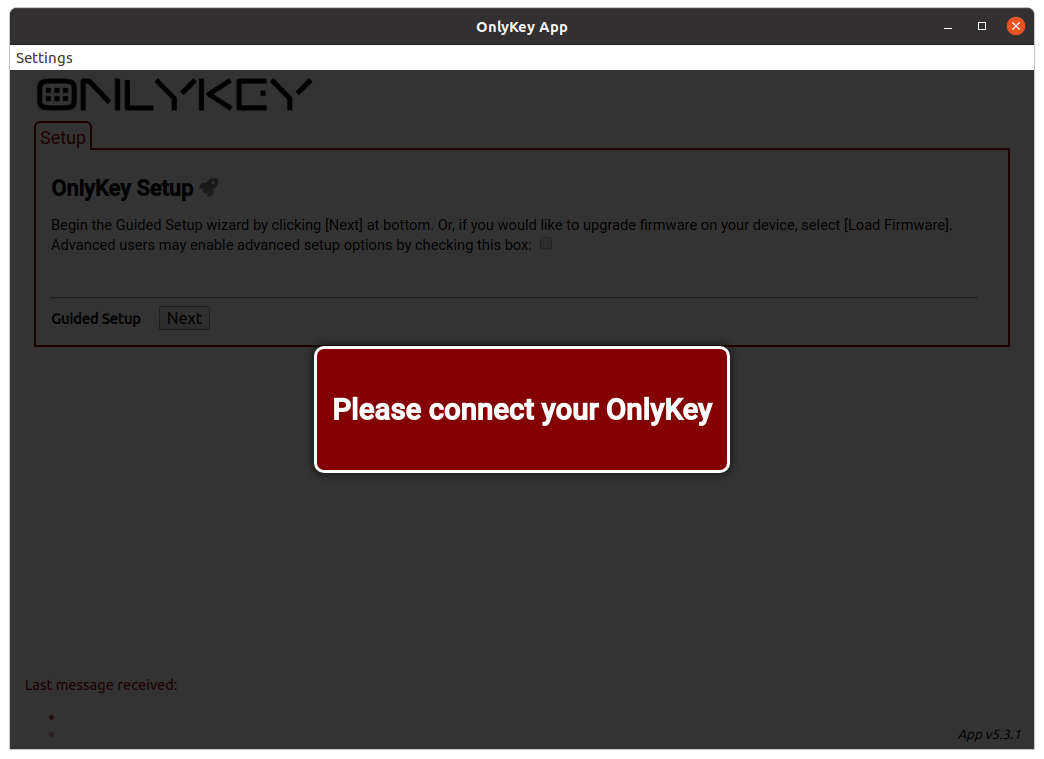 OnlyKey App
Settings
ONLYKEY
Setup
OnlyKey Setup
Begin the Guided Setup wizard by clicking [Next] at bottom. Or, if you would like to upgrade firmware on your device, select [Load Firmware].
Advanced users may enable advanced setup options by checking this box:
Guided Setup Next
Please connect your OnlyKey
Last message received:
App v5.3.1